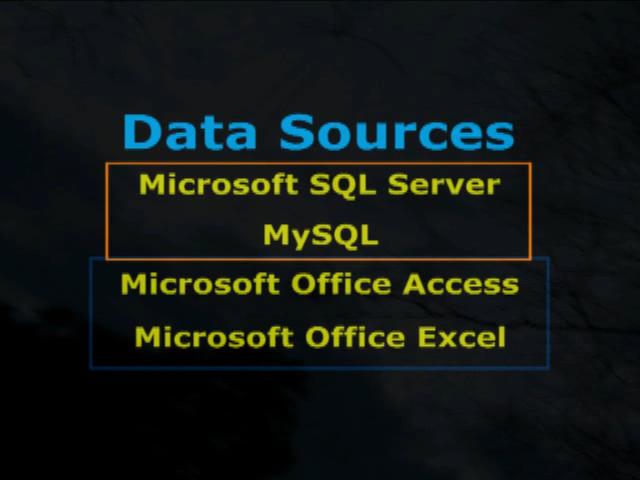 Data Sources
Microsoft SQL Server
MySQL
Microsoft Office Access
Microsoft Office Excel